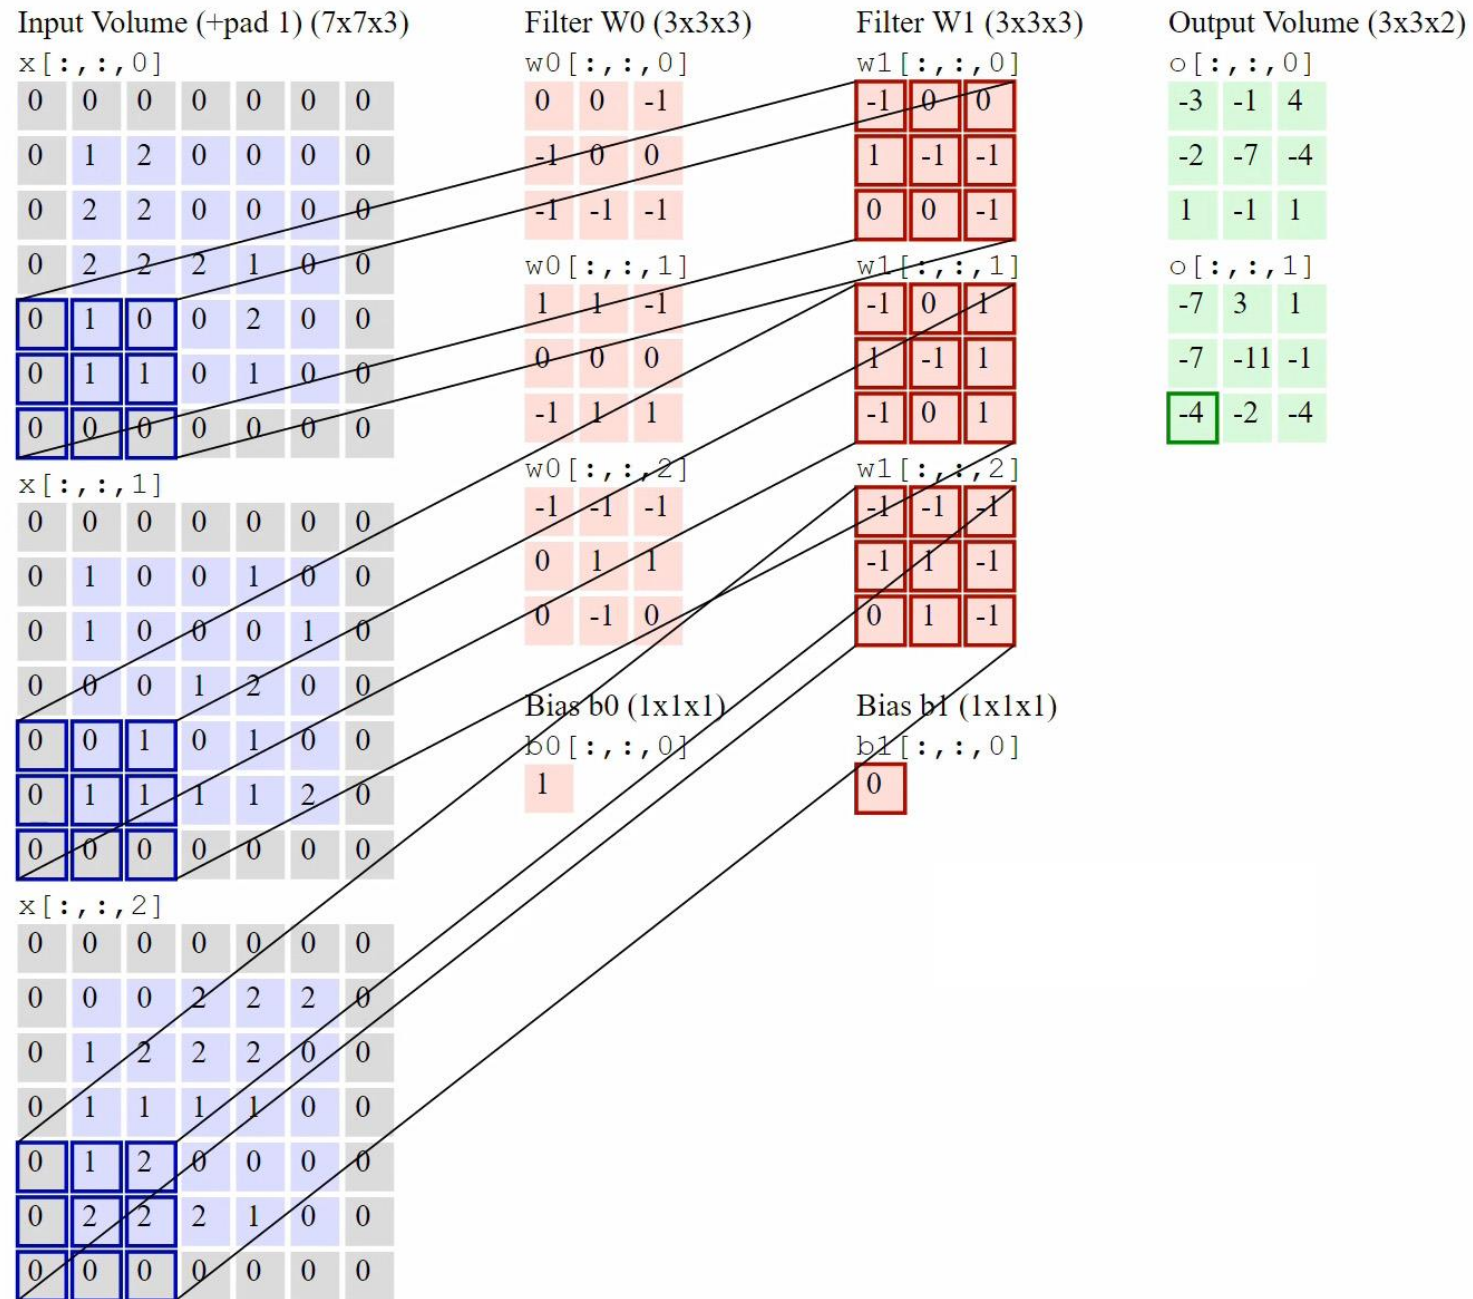 Input Volume (+pad 1) (7x7x3)
x[:,:,0]
0 0 0 0 0 0 0
0 1 2 0 0 0 0
0 2 2 0 0 0 0
0 2 2 2 1 0 0
0 1 0 0 2 0 0
0 1 1 0 1 0 0
0 0 0 0 0 0 0
x[:,:,1]
0 0 0 0 0 0 0
0 1 0 0 1 0 0
0 1 0 0 0 1 0
0 0 0 1 2 0 0
0 0 1 0 1 0 0
0 1 1 1 1 2 0
0 0 0 0 0 0 0
x[:,:,2]
0 0 0 0 0 0 0
0 0 0 2 2 2 0
0 1 2 2 2 0 0
0 1 1 1 1 0 0
0 1 2 0 0 0 0
0 2 2 2 1 0 0
0 0 0 0 0 0 0
Filter W0 (3x3x3)
w0[:,:,0]
0 0 -1
-1 0 0
-1 -1 -1
w0[:,:,1]
1 1 -1
0 0 0
-1 1 1
w0[:,:,2]
-1 -1 -1
0 1 1
0 -1 0
Bias b0 (1x1x1)
b0[:,:,0]
1
Filter W1 (3x3x3)
w1[:,:,0]
-1 0 0
1 -1 -1
0 0 -1
w1[:,:,1]
-1 0 1
1 -1 1
-1 0 1
w1[:,:,2]
-1 -1 -1
-1 1 -1
0 1 -1
Bias b1 (1x1x1)
b1[:,:,0]
0
Output Volume (3x3x2)
o[:,:,0]
-3 -1 4
-2 -7 -4
1 -1 1
o[:,:,1]
-7 3 1
-7 -11 -1
-4 -2 -4